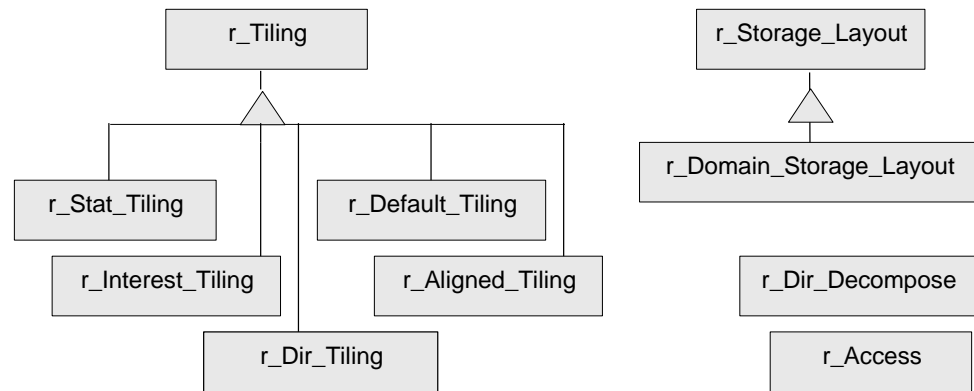 r_Tiling
r_Storage_Layout
r_Domain_Storage_Layout
r_Stat_Tiling
r_Default_Tiling
r_Interest_Tiling
r_Aligned_Tiling
r_Dir_Decompose
r_Dir_Tiling
r_Access